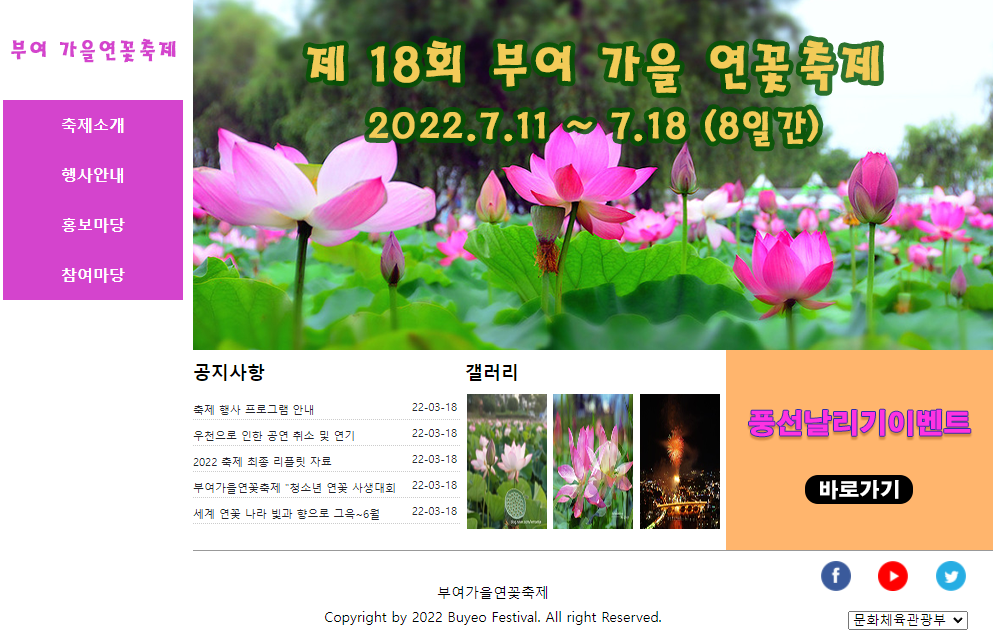 부여 가을연꽃축제
축제소개
행사안내
홍보마당
참여마당
제 18회 부여 가을 연꽃축제
2022.7.11 ~ 7.18 (8일간)
공지사항
축제 행사 프로그램 안내 22-03-18
우천으로 인한 공연 취소 및 연기 22-03-18
2022 축제 최종 리플릿 자료 22-03-18
부여가을연꽃축제 "청소년 연꽃 사생대회 22-03-18
세계 연꽃 나라 빛과 향으로 그윽~6월 22-03-18
갤러리
풍선날리기이벤트
바로가기
부여가을연꽃축제
Copyright by 2022 Buyeo Festival. All right Reserved.
문화체육관광부